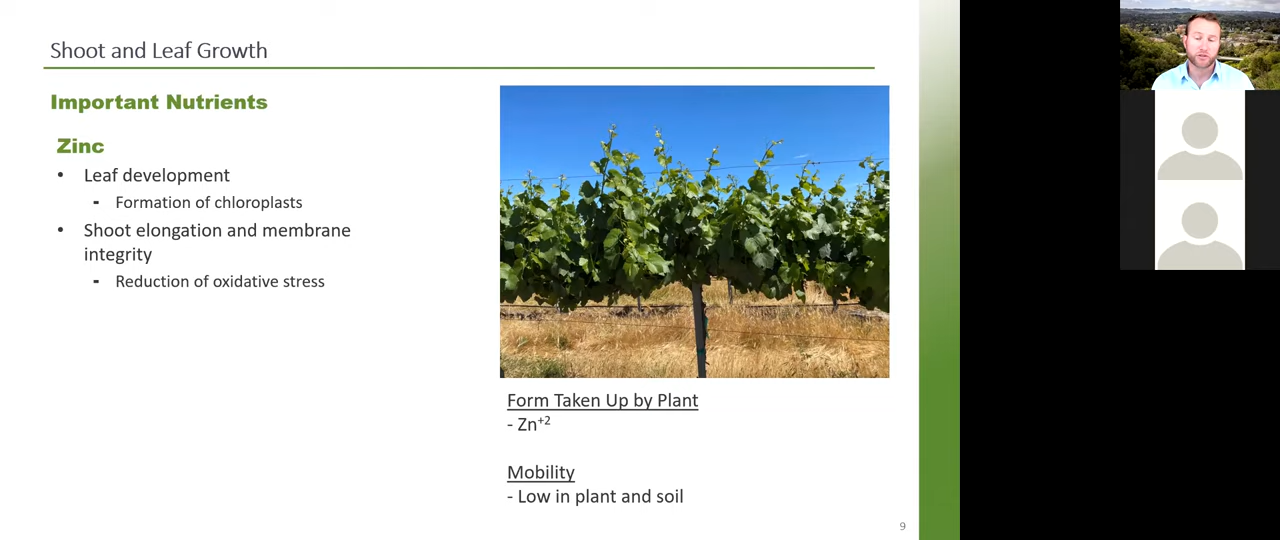 Shoot and Leaf Growth
Important Nutrients
Zinc
• Leaf development
- Formation of chloroplasts
• Shoot elongation and membrane
integrity
- Reduction of oxidative stress
Form Taken Up by Plant
- Zn⁺²
Mobility
- Low in plant and soil
9